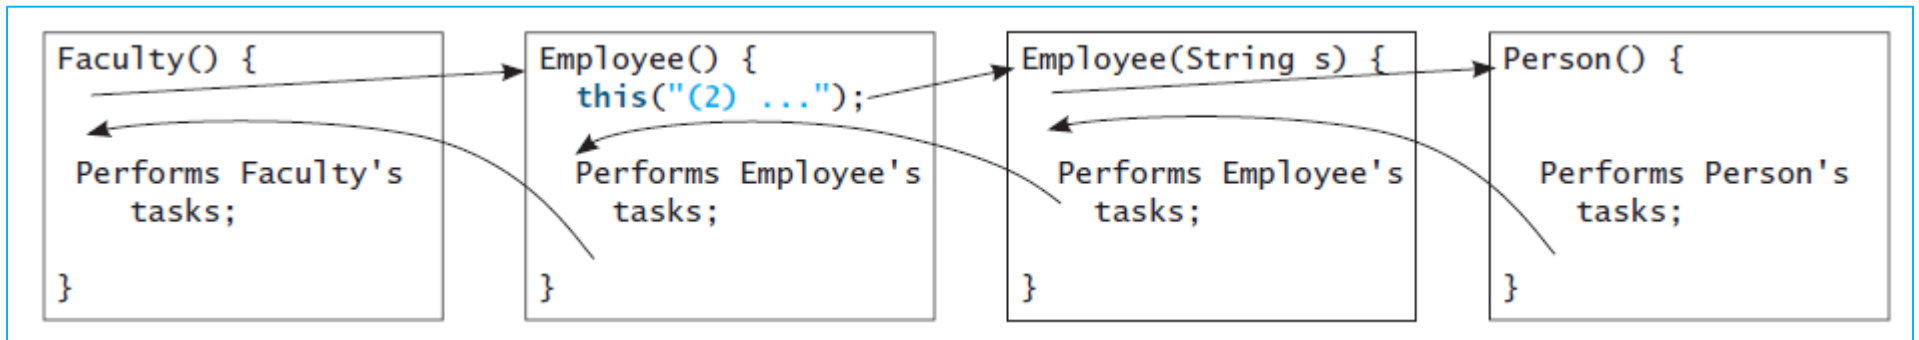 Faculty() {
Performs Faculty's
tasks;
}
Employee() {
this("(2) ...");
Performs Employee's
tasks;
}
Employee(String s) {
Performs Employee's
tasks;
}
Person() {
Performs Person's
tasks;
}